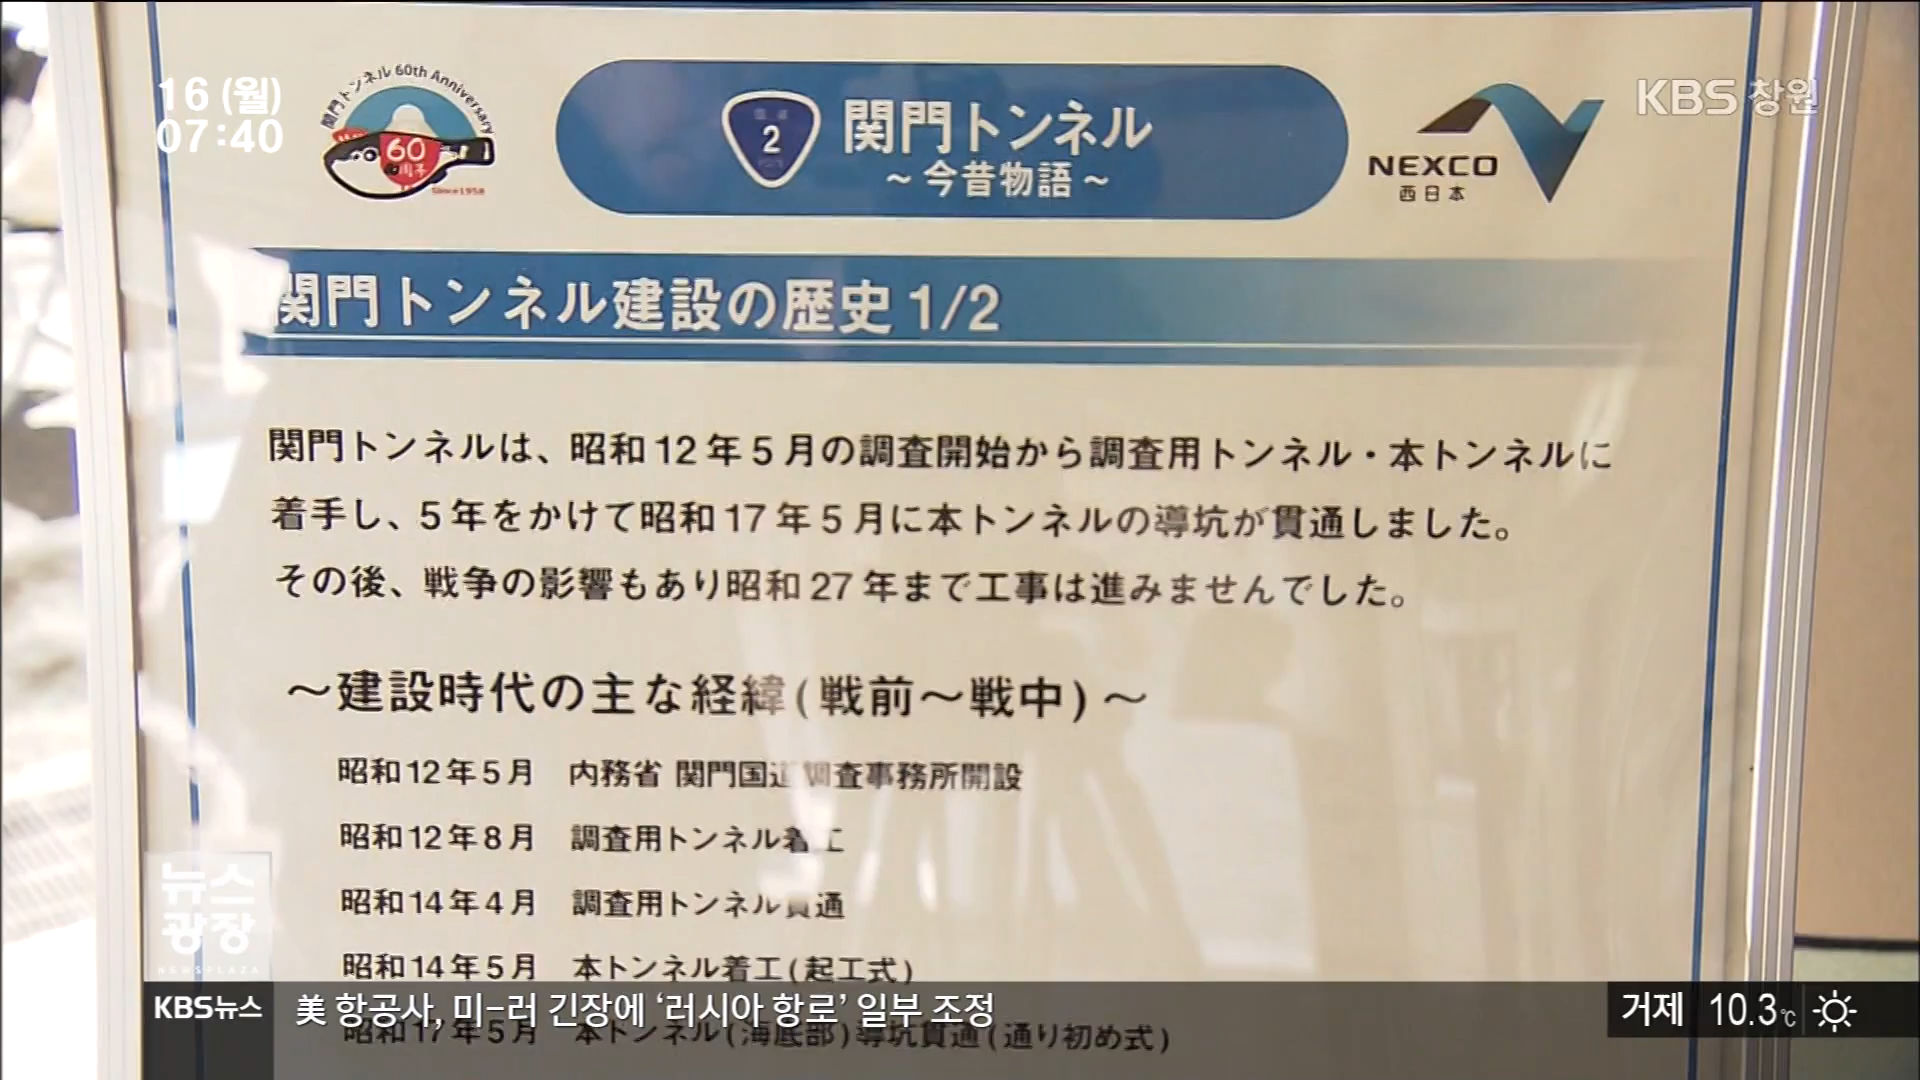 16 (월)
07:40
KBS 창원
関門トンネル 60th Anniversary
60
周年
Since1958
2
関門トンネル
～今昔物語～
NEXCO
西日本
関門トンネル建設の歴史 1/2
関門トンネルは、昭和12年5月の調査開始から調査用トンネル・本トンネルに
着手し、5年をかけて昭和17年5月に本トンネルの導坑が貫通しました。
その後、戦争の影響もあり昭和27年まで工事は進みませんでした。
～建設時代の主な経緯(戦前～戦中)～
昭和12年5月 内務省 関門国道調査事務所開設
昭和12年8月 調査用トンネル着工
昭和14年4月 調査用トンネル貫通
昭和14年5月 本トンネル着工(起工式)
昭和17年5月 本トンネル(海底部)導坑貫通(通り初め式)
뉴스
광장
NEWSPLAZA
KBS뉴스 美 항공사, 미-러 긴장에 '러시아 항로' 일부 조정
거제 10.3℃